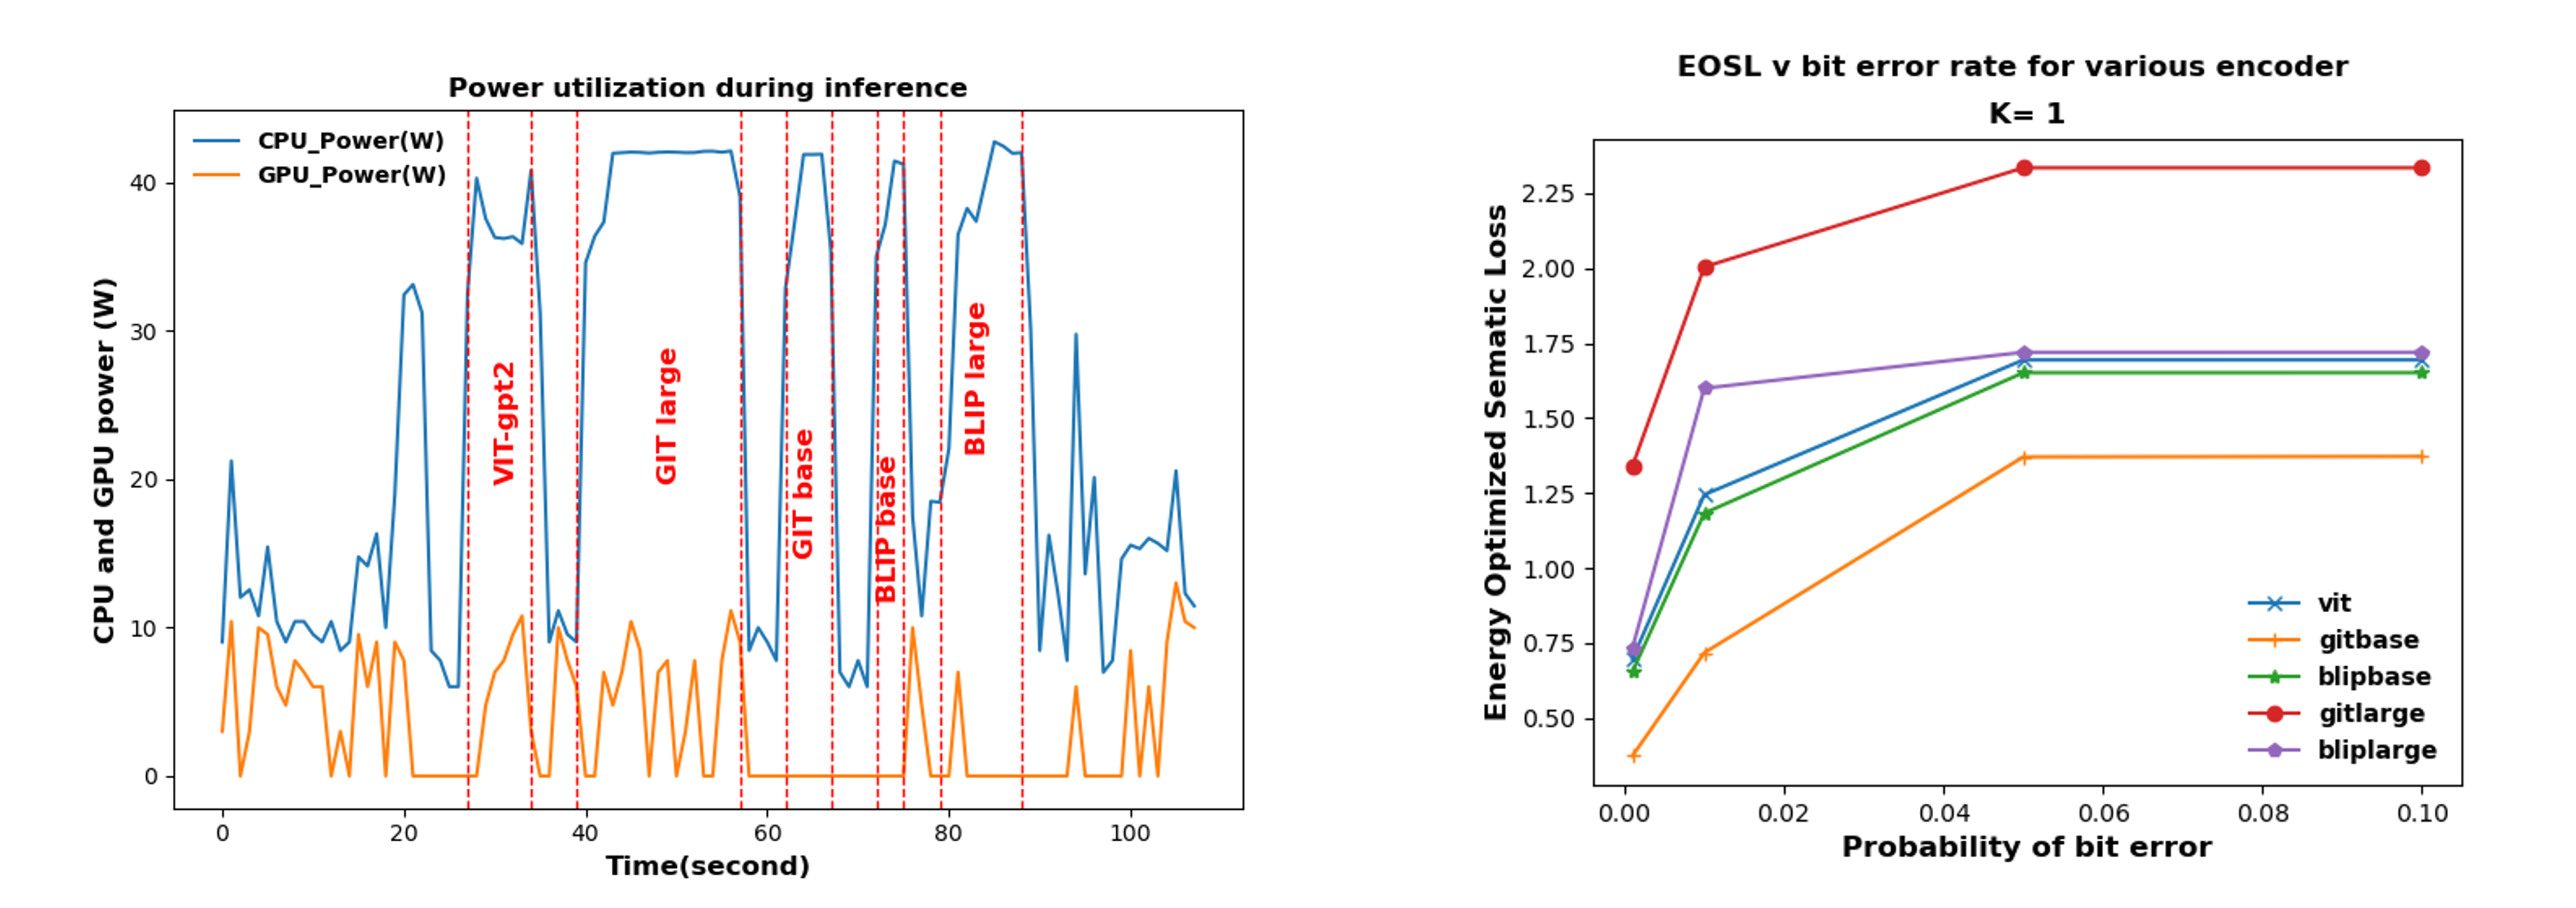 Power utilization during inference
CPU_Power(W)
GPU_Power(W)
CPU and GPU power (W)
40
30
20
10
0
VIT-gpt2
GIT large
GIT base
BLIP base
BLIP large
0 20 40 60 80 100
Time(second)
EOSL v bit error rate for various encoder
K= 1
Energy Optimized Sematic Loss
2.25
2.00
1.75
1.50
1.25
1.00
0.75
0.50
vit
gitbase
blipbase
gitlarge
bliplarge
0.00 0.02 0.04 0.06 0.08 0.10
Probability of bit error